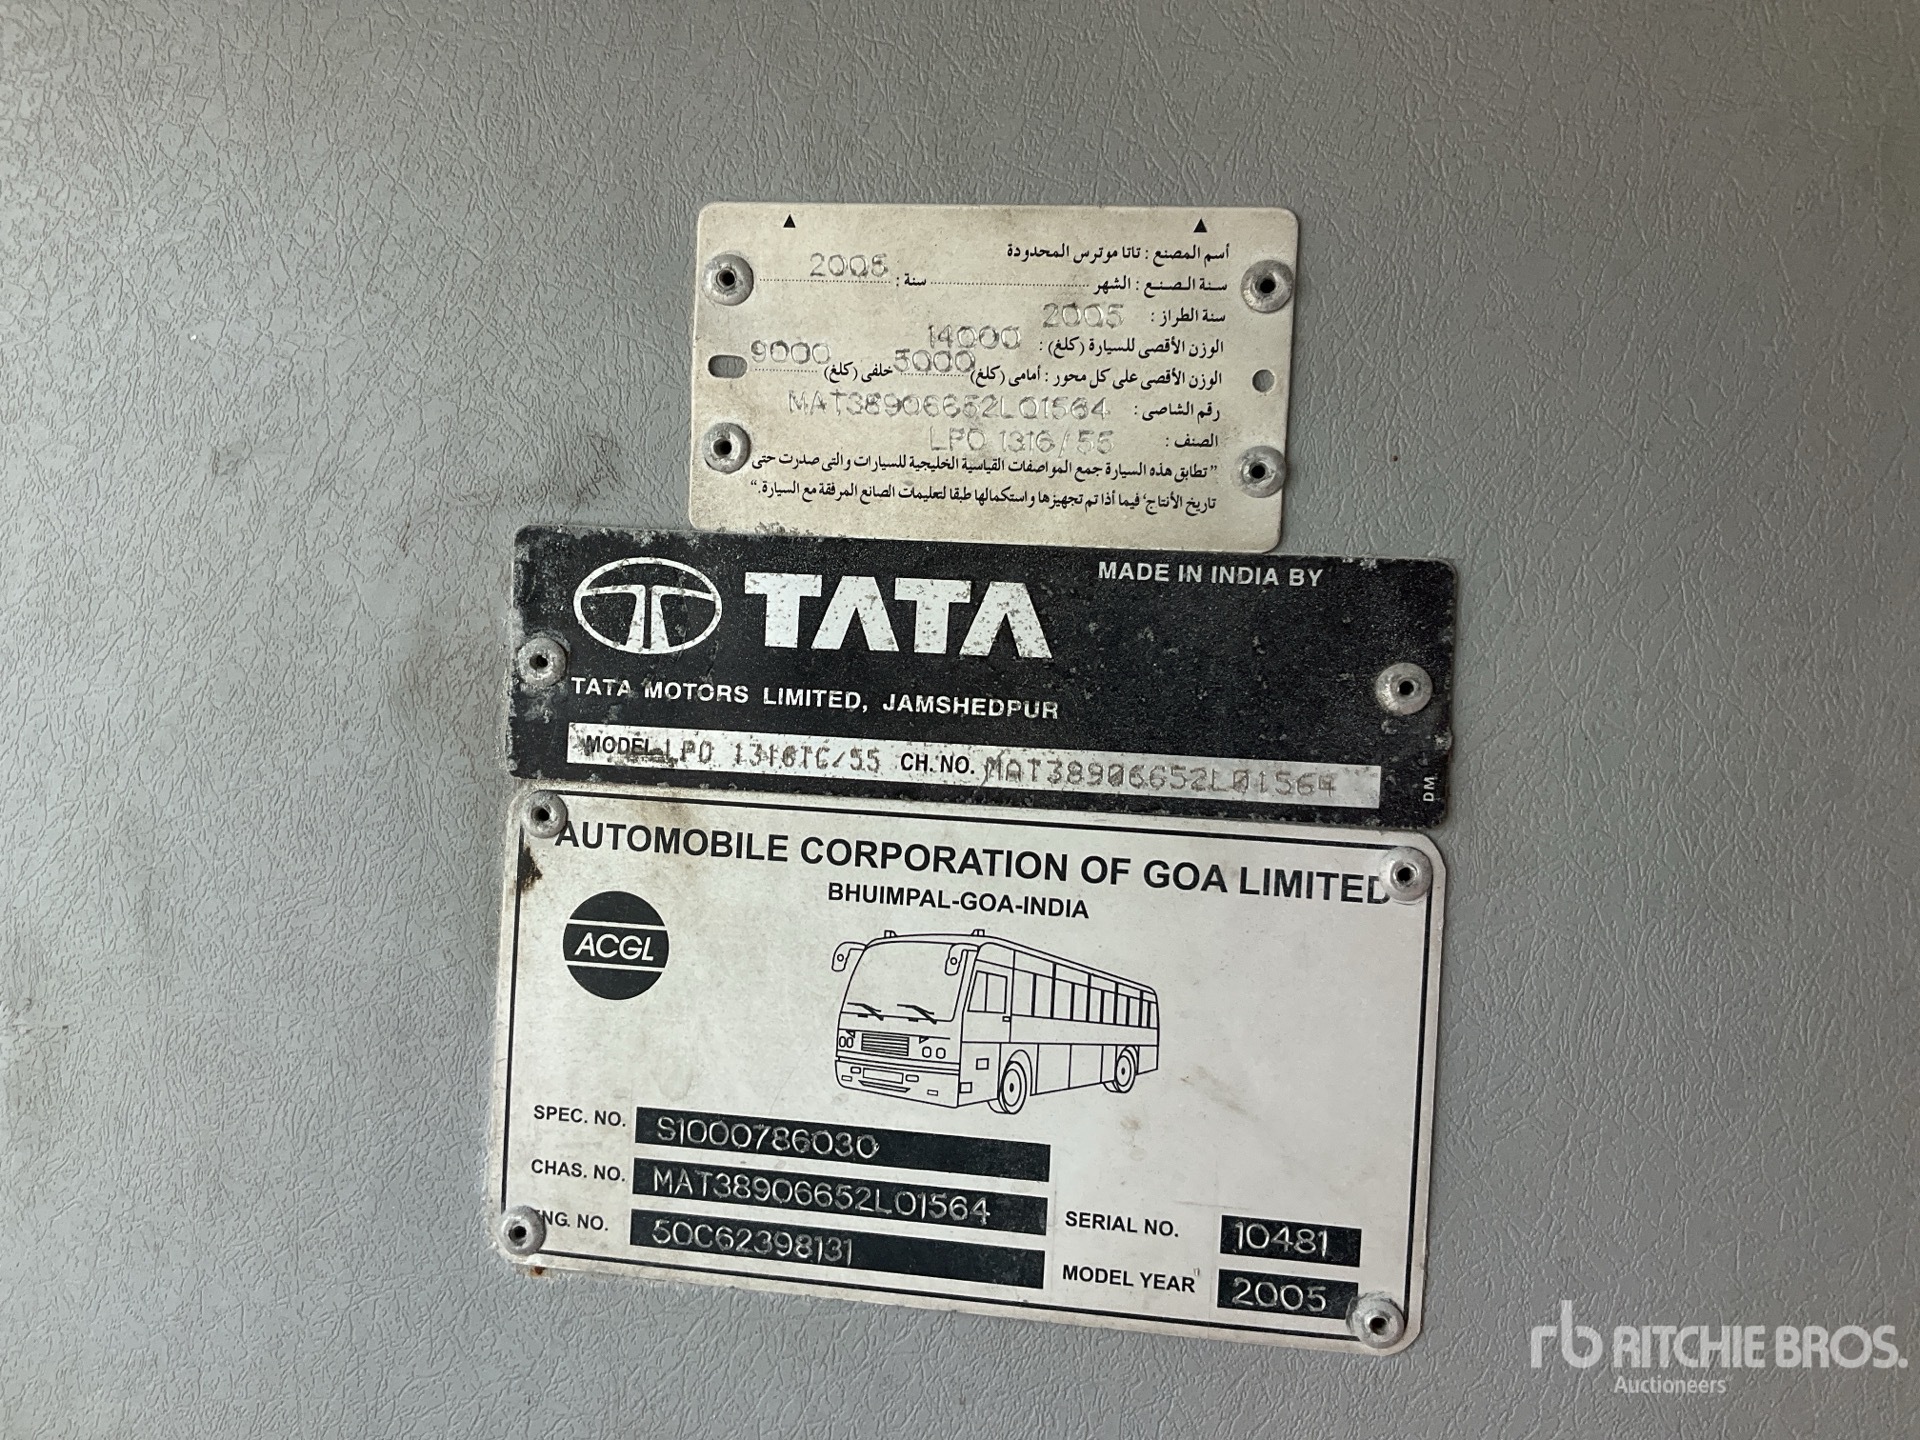 أسم المصنع : تاتا موترس المحدودة
سنة الصنع : الشهر سنة : 2005
سنة الطراز : 2005
الوزن الأقصى للسيارة (كلغ) : 14000
الوزن الأقصى على كل محور : أمامى (كلغ) 5000 خلفى (كلغ) 9000
رقم الشاصى : MAT38906652L01564
الصنف : LPO 1316/55
" تطابق هذه السيارة جمع المواصفات القياسية الخليجية للسيارات والتى صدرت حتى
تاريخ الأنتاج، فيما أذا تم تجهيزها واستكمالها طبقا لتعليمات الصانع المرفقة مع السيارة."
MADE IN INDIA BY
TATA
TATA MOTORS LIMITED, JAMSHEDPUR
MODEL LPO 1316TC/55 CH. NO. MAT38906652L01564
DM
AUTOMOBILE CORPORATION OF GOA LIMITED
BHUIMPAL-GOA-INDIA
ACGL
SPEC. NO. S1000786030
CHAS. NO. MAT38906652L01564
ENG. NO. 50C62398131
SERIAL NO. 10481
MODEL YEAR 2005
rb RITCHIE BROS.
Auctioneers